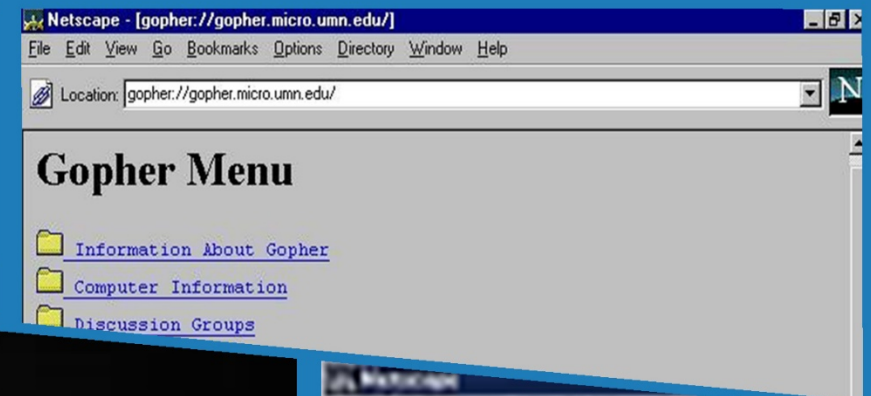 Netscape - [gopher://gopher.micro.umn.edu/]
File Edit View Go Bookmarks Options Directory Window Help
Location: gopher://gopher.micro.umn.edu/
N
Gopher Menu
Information About Gopher
Computer Information
Discussion Groups
Netscape